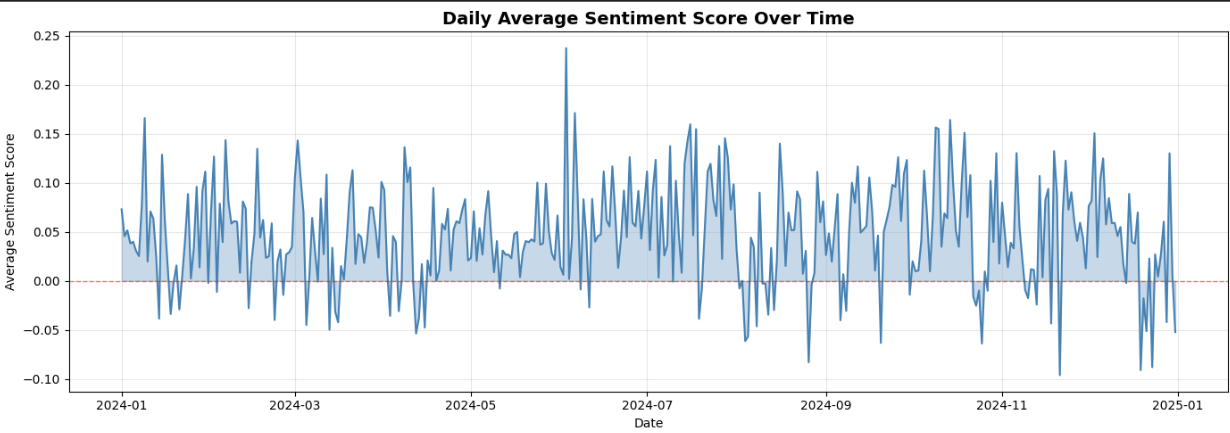 Daily Average Sentiment Score Over Time
0.25
0.20
0.15
0.10
0.05
0.00
−0.05
−0.10
Average Sentiment Score
2024-01 2024-03 2024-05 2024-07 2024-09 2024-11 2025-01
Date